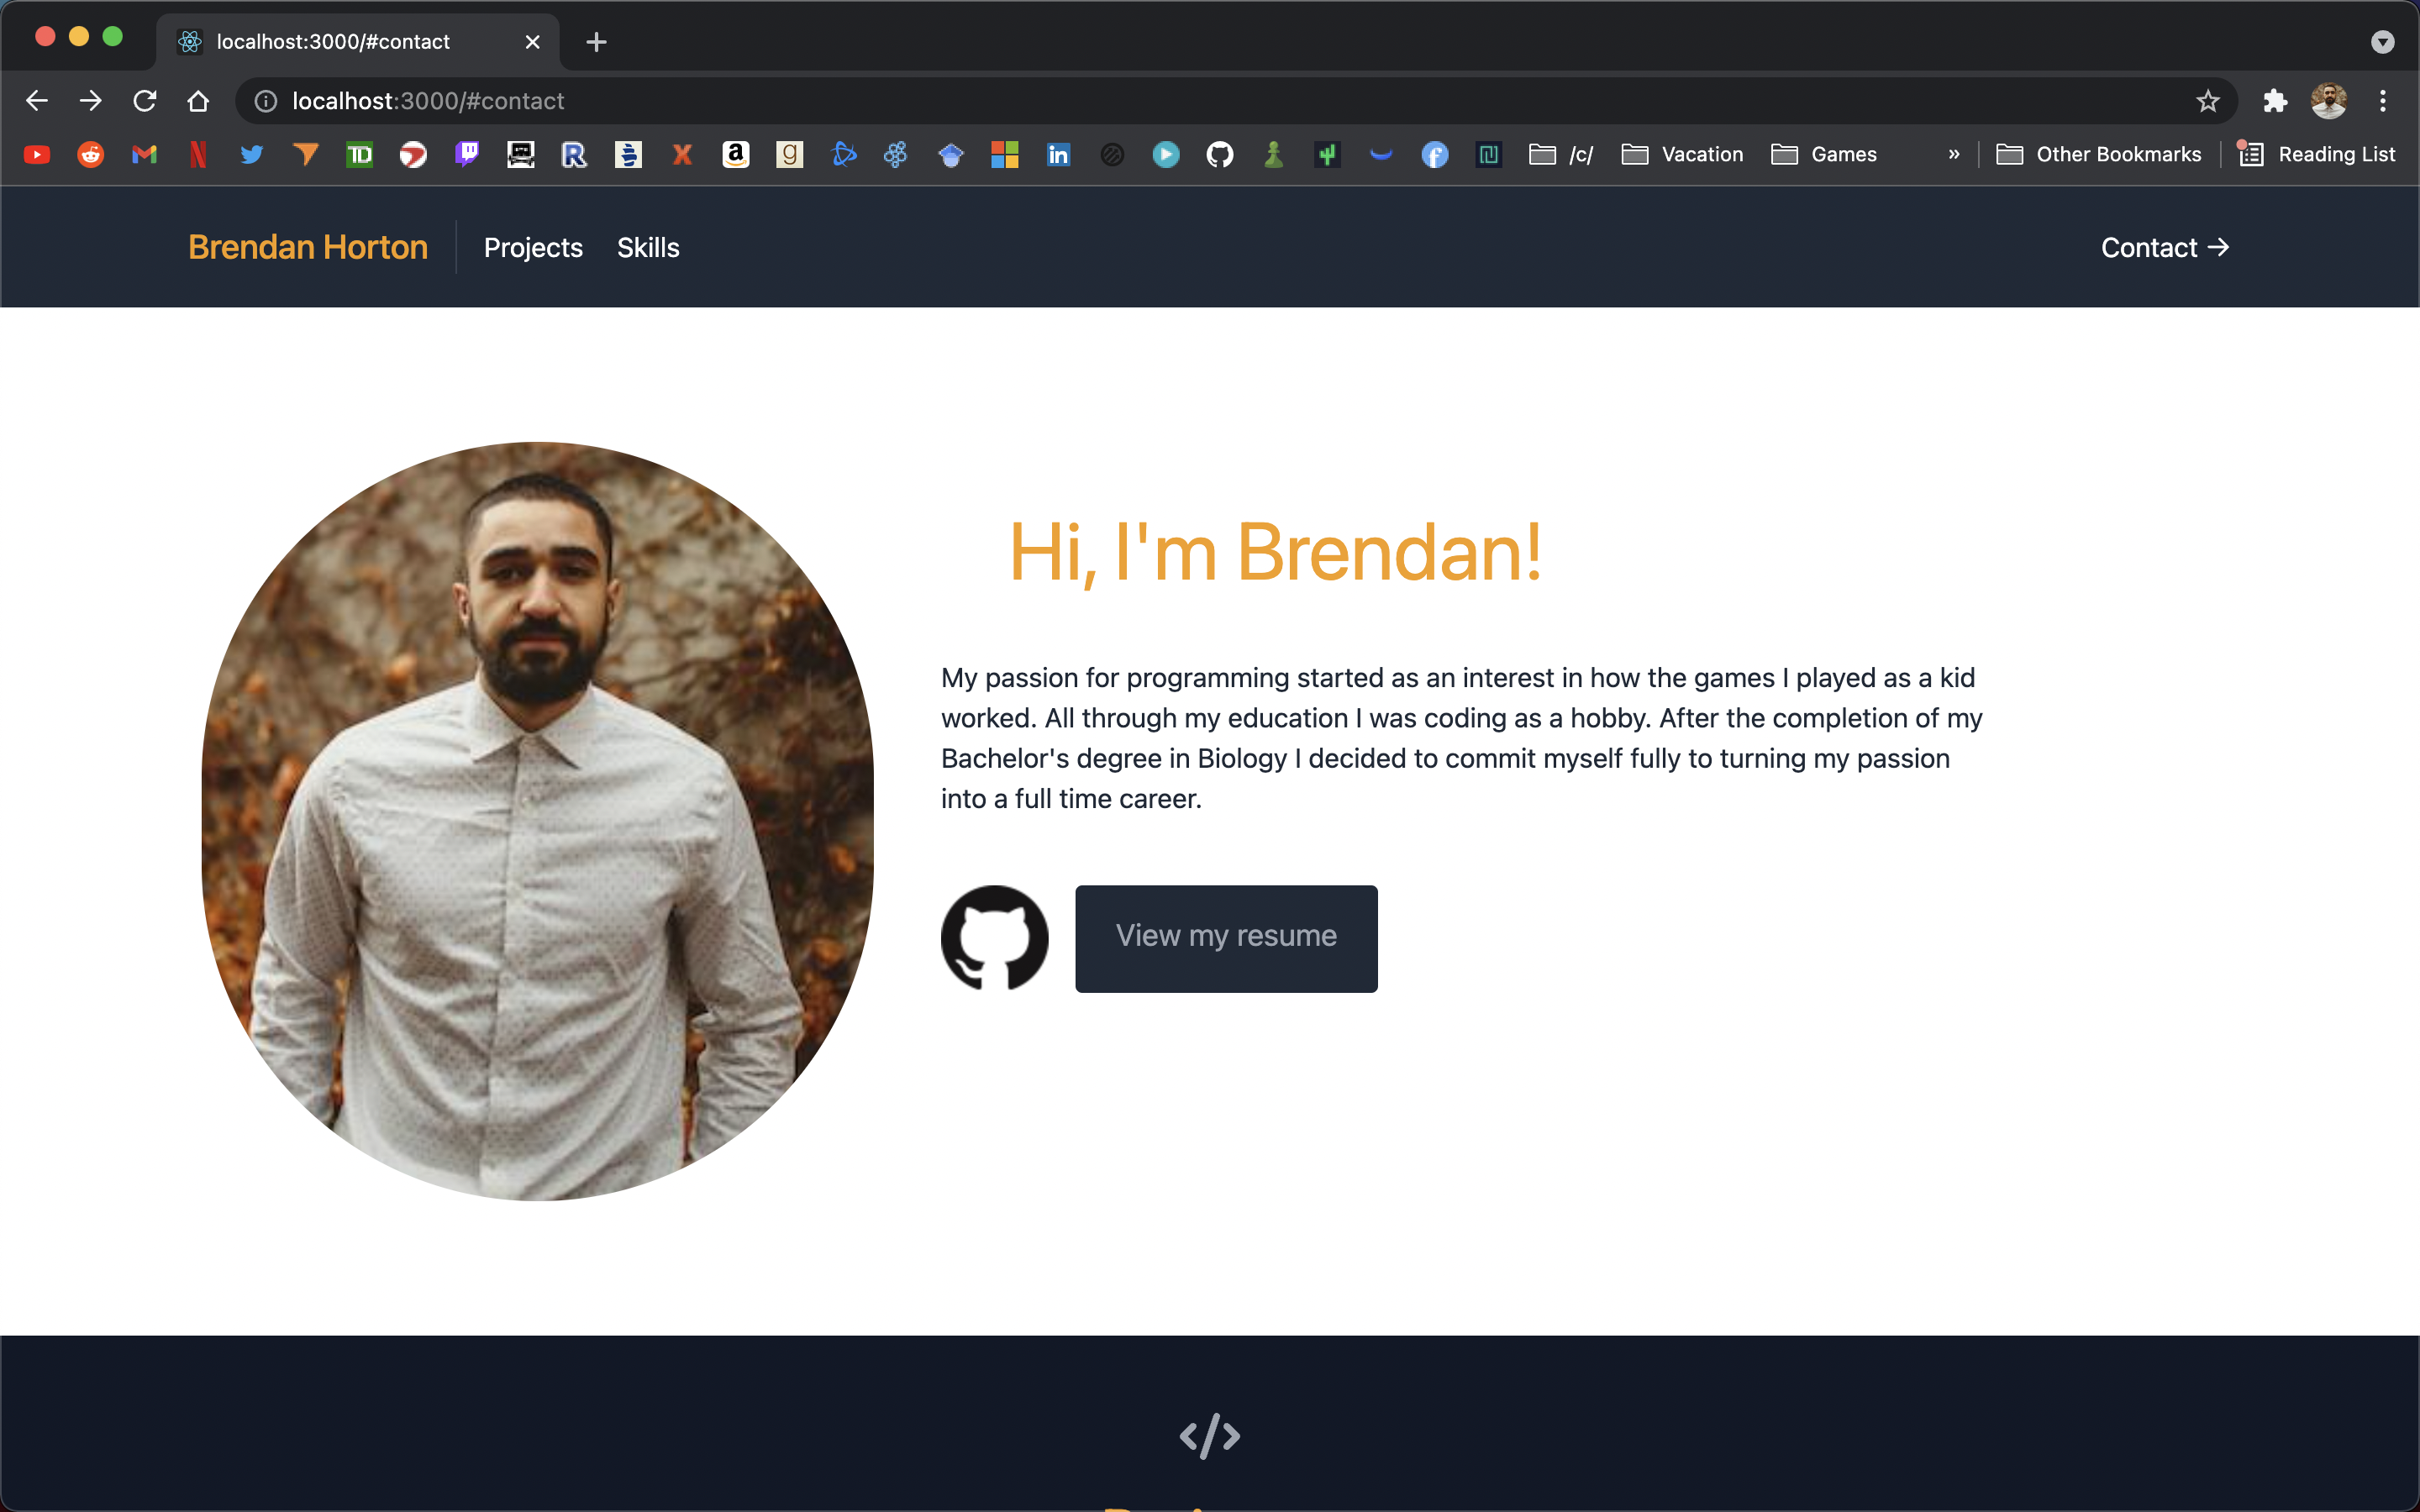 localhost:3000/#contact
localhost:3000/#contact
TD
R
X
a
g
in
f
/c/
Vacation
Games
»
Other Bookmarks
Reading List
Brendan Horton
Projects
Skills
Contact →
Hi, I'm Brendan!
My passion for programming started as an interest in how the games I played as a kid
worked. All through my education I was coding as a hobby. After the completion of my
Bachelor's degree in Biology I decided to commit myself fully to turning my passion
into a full time career.
View my resume
</>